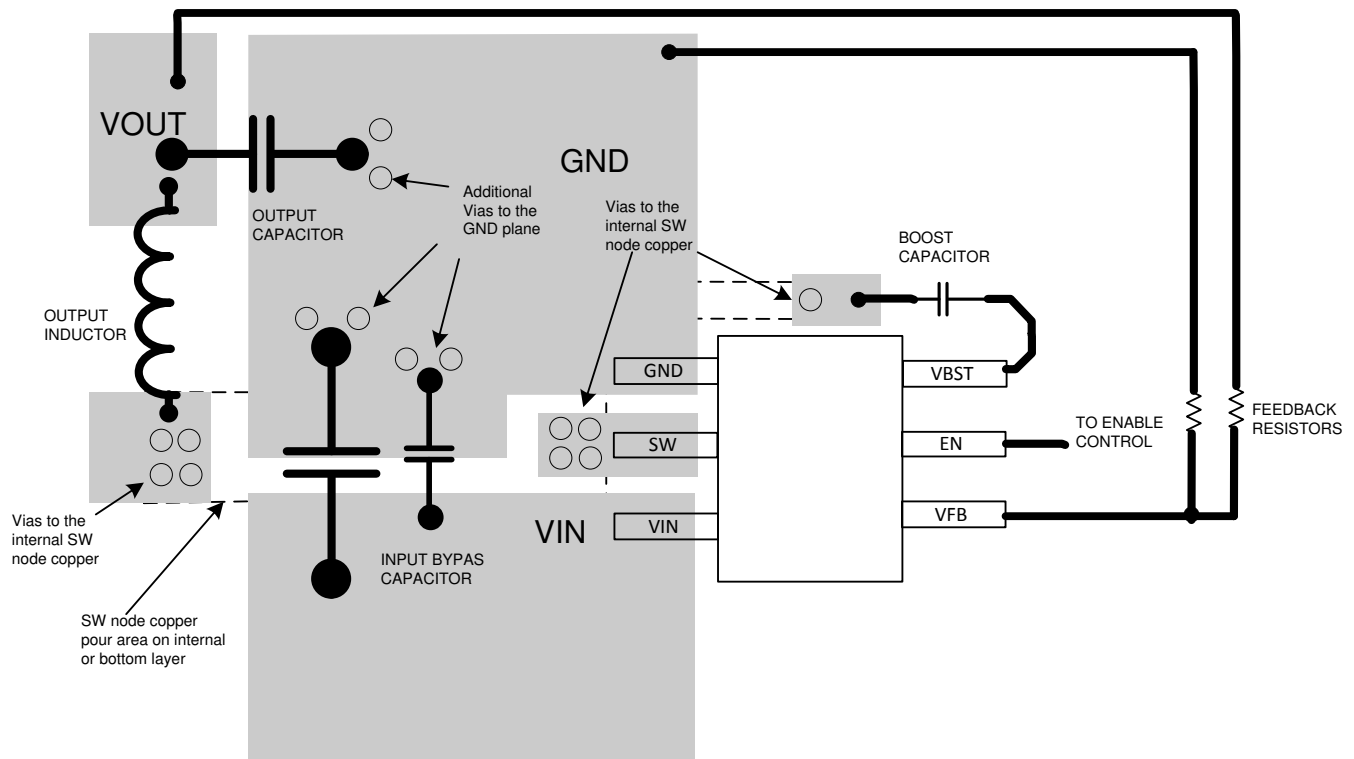 VOUT
GND
OUTPUT
CAPACITOR
Additional
Vias to the
GND plane
Vias to the
internal SW
node copper
BOOST
CAPACITOR
OUTPUT
INDUCTOR
GND
VBST
SW
EN
TO ENABLE
CONTROL
FEEDBACK
RESISTORS
VIN
VIN
VFB
Vias to the
internal SW
node copper
INPUT BYPAS
CAPACITOR
SW node copper
pour area on internal
or bottom layer